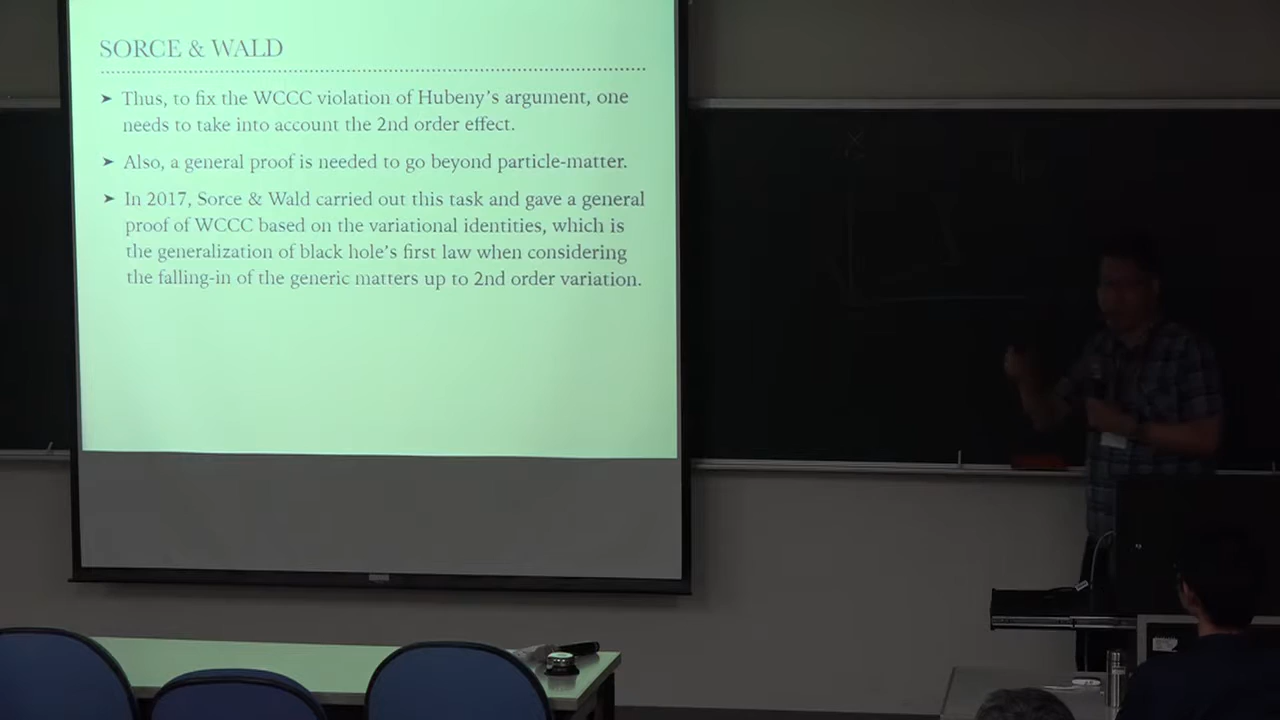 SORCE & WALD
➤ Thus, to fix the WCCC violation of Hubeny's argument, one
needs to take into account the 2nd order effect.
➤ Also, a general proof is needed to go beyond particle-matter.
➤ In 2017, Sorce & Wald carried out this task and gave a general
proof of WCCC based on the variational identities, which is
the generalization of black hole's first law when considering
the falling-in of the generic matters up to 2nd order variation.